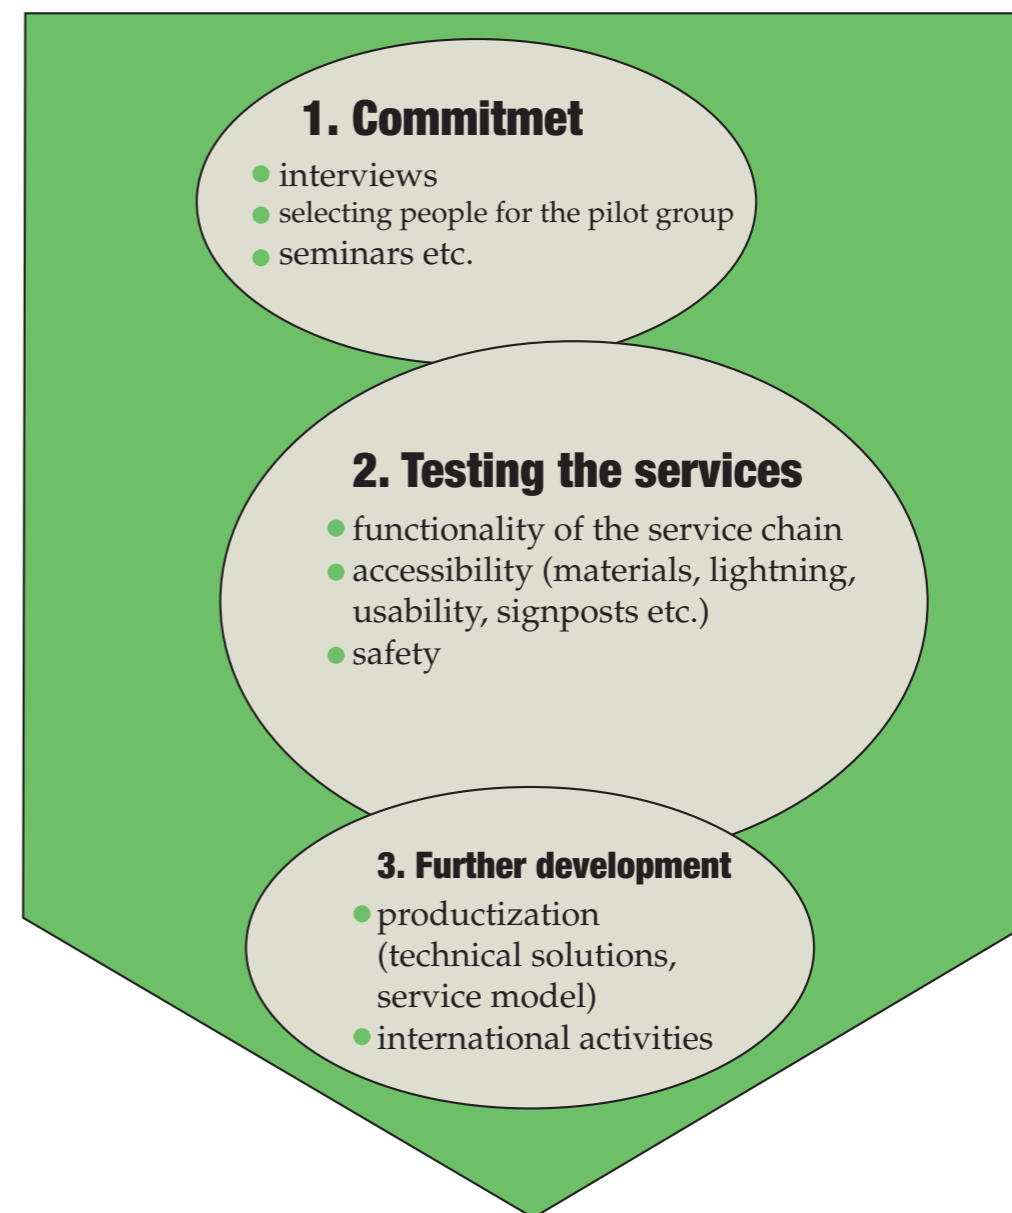 1. Commitmet
interviews
selecting people for the pilot group
seminars etc.
2. Testing the services
functionality of the service chain
accessibility (materials, lightning,
usability, signposts etc.)
safety
3. Further development
productization
(technical solutions,
service model)
international activities